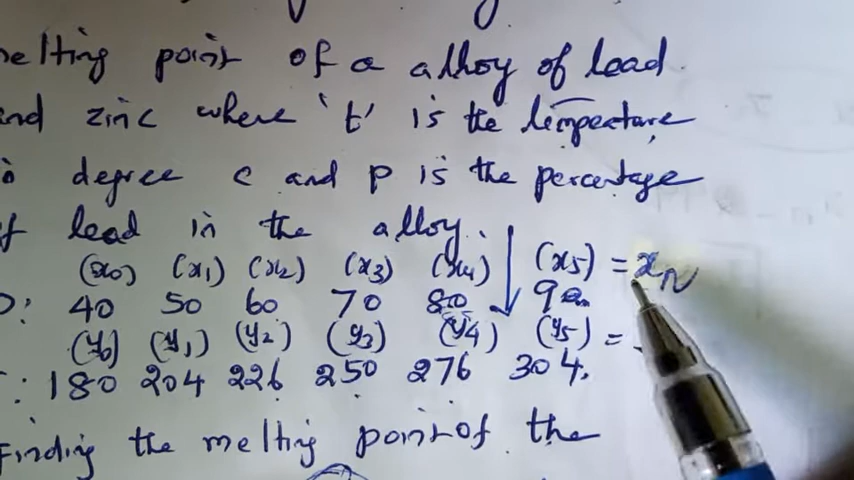 melting point of a alloy of lead
and zinc where 't' is the tempertare
degree c and p is the percentage
of lead in the alloy.
(x0) (x1) (x2) (x3) (x4) (x5) = xN
P: 40 50 60 70 80 90
(y0) (y1) (y2) (y3) (y4) (y5) =
T: 180 204 226 250 276 304.
Finding the melting point of the